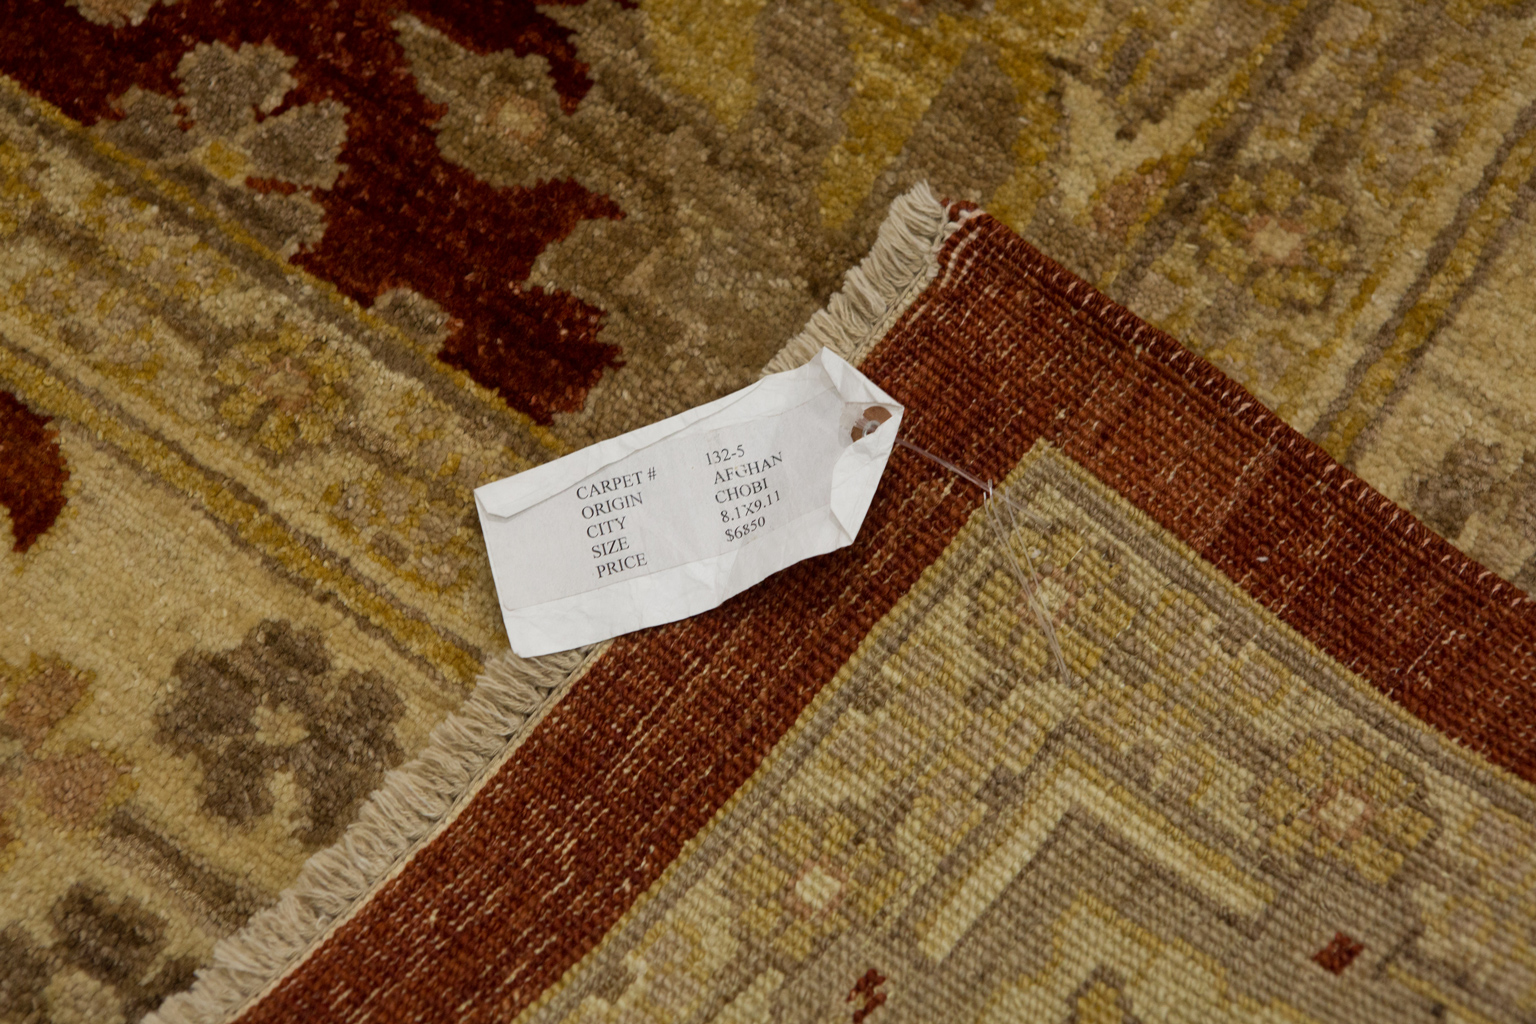 CARPET # 132-5
ORIGIN AFGHAN
CITY CHOBI
SIZE 8.1X9.11
PRICE $6850